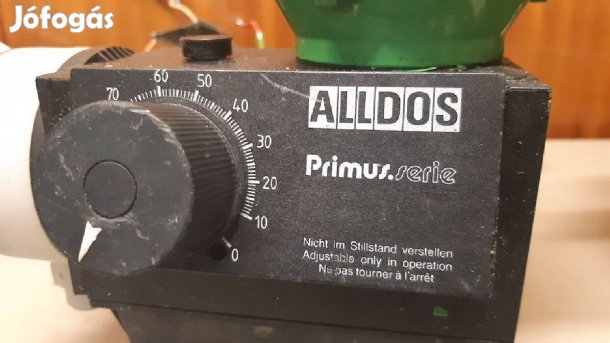 Jófogás
70 60 50 40 30 20 10 0
ALLDOS
Primus.serie
Nicht im Stillstand verstellen
Adjustable only in operation
Ne pas tourner à l'arrêt